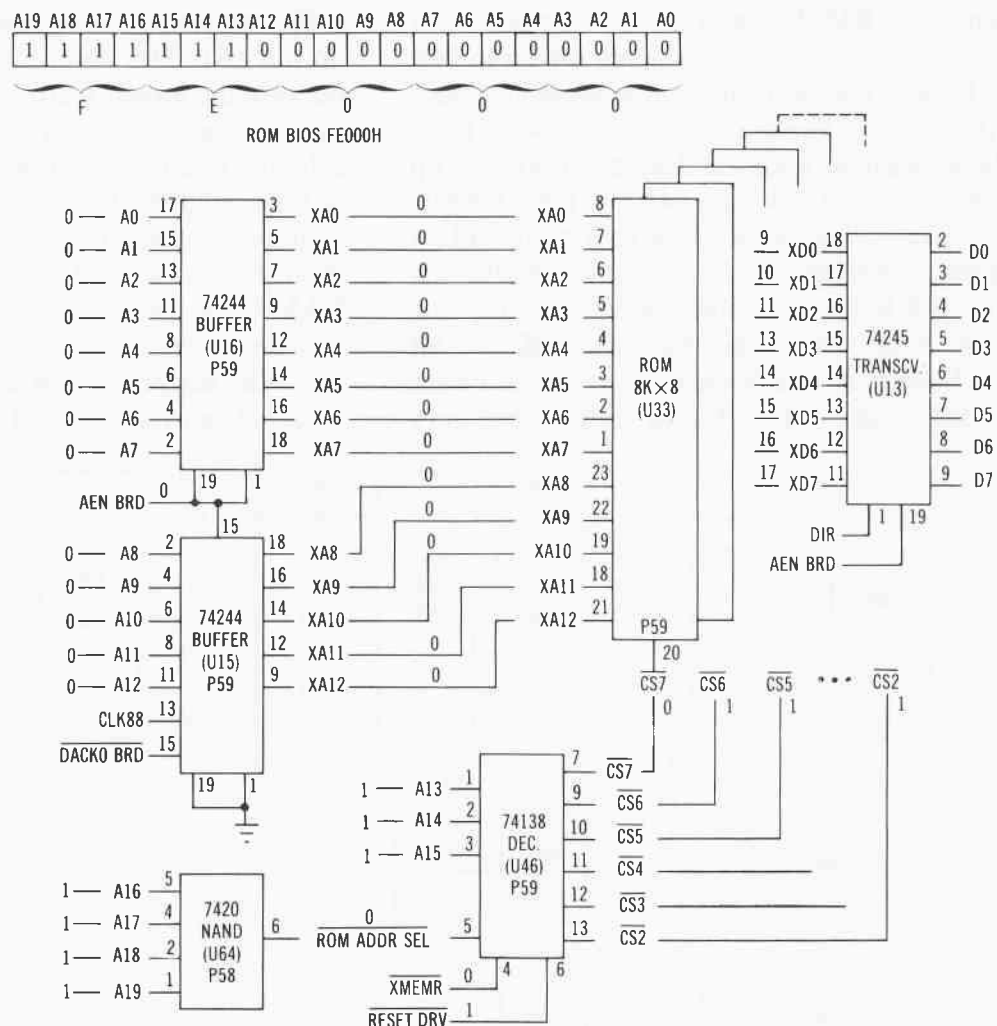 A19 A18 A17 A16 A15 A14 A13 A12 A11 A10 A9 A8 A7 A6 A5 A4 A3 A2 A1 A0
1 1 1 1 1 1 1 0 0 0 0 0 0 0 0 0 0 0 0 0
F E 0 0 0
ROM BIOS FE000H
0 A0 17 3 XA0 0 XA0 8
0 A1 15 5 XA1 0 XA1 7
0 A2 13 7 XA2 0 XA2 6
0 A3 11 9 XA3 0 XA3 5
0 A4 8 12 XA4 0 XA4 4
0 A5 6 14 XA5 0 XA5 3
0 A6 4 16 XA6 0 XA6 2
0 A7 2 18 XA7 0 XA7 1
74244
BUFFER
(U16)
P59
19 1
AEN BRD 0
0 XA8 23
0 XA9 22
0 XA10 19
XA11 18
XA12 21
ROM
8K×8
(U33)
P59
20
9 XD0 18 2 D0
10 XD1 17 3 D1
11 XD2 16 4 D2
13 XD3 15 5 D3
14 XD4 14 6 D4
15 XD5 13 7 D5
16 XD6 12 8 D6
17 XD7 11 9 D7
74245
TRANSCV.
(U13)
1 19
DIR
AEN BRD
15
0 A8 2 18 XA8
0 A9 4 16 XA9
0 A10 6 14 XA10
0 A11 8 12 XA11 0
0 A12 11 9 XA12 0
CLK88 13
DACK0 BRD 15
74244
BUFFER
(U15)
P59
19 1
CS7 CS6 CS5 ••• CS2
0 1 1 1
1 A13 1 7 CS7
1 A14 2 9 CS6
1 A15 3 10 CS5
11 CS4
12 CS3
13 CS2
74138
DEC.
(U46)
P59
1 A16 5
1 A17 4
1 A18 2
1 A19 1
7420
NAND
(U64)
P58
6 0 ROM ADDR SEL 5
4 6
XMEMR 0
RESET DRV 1